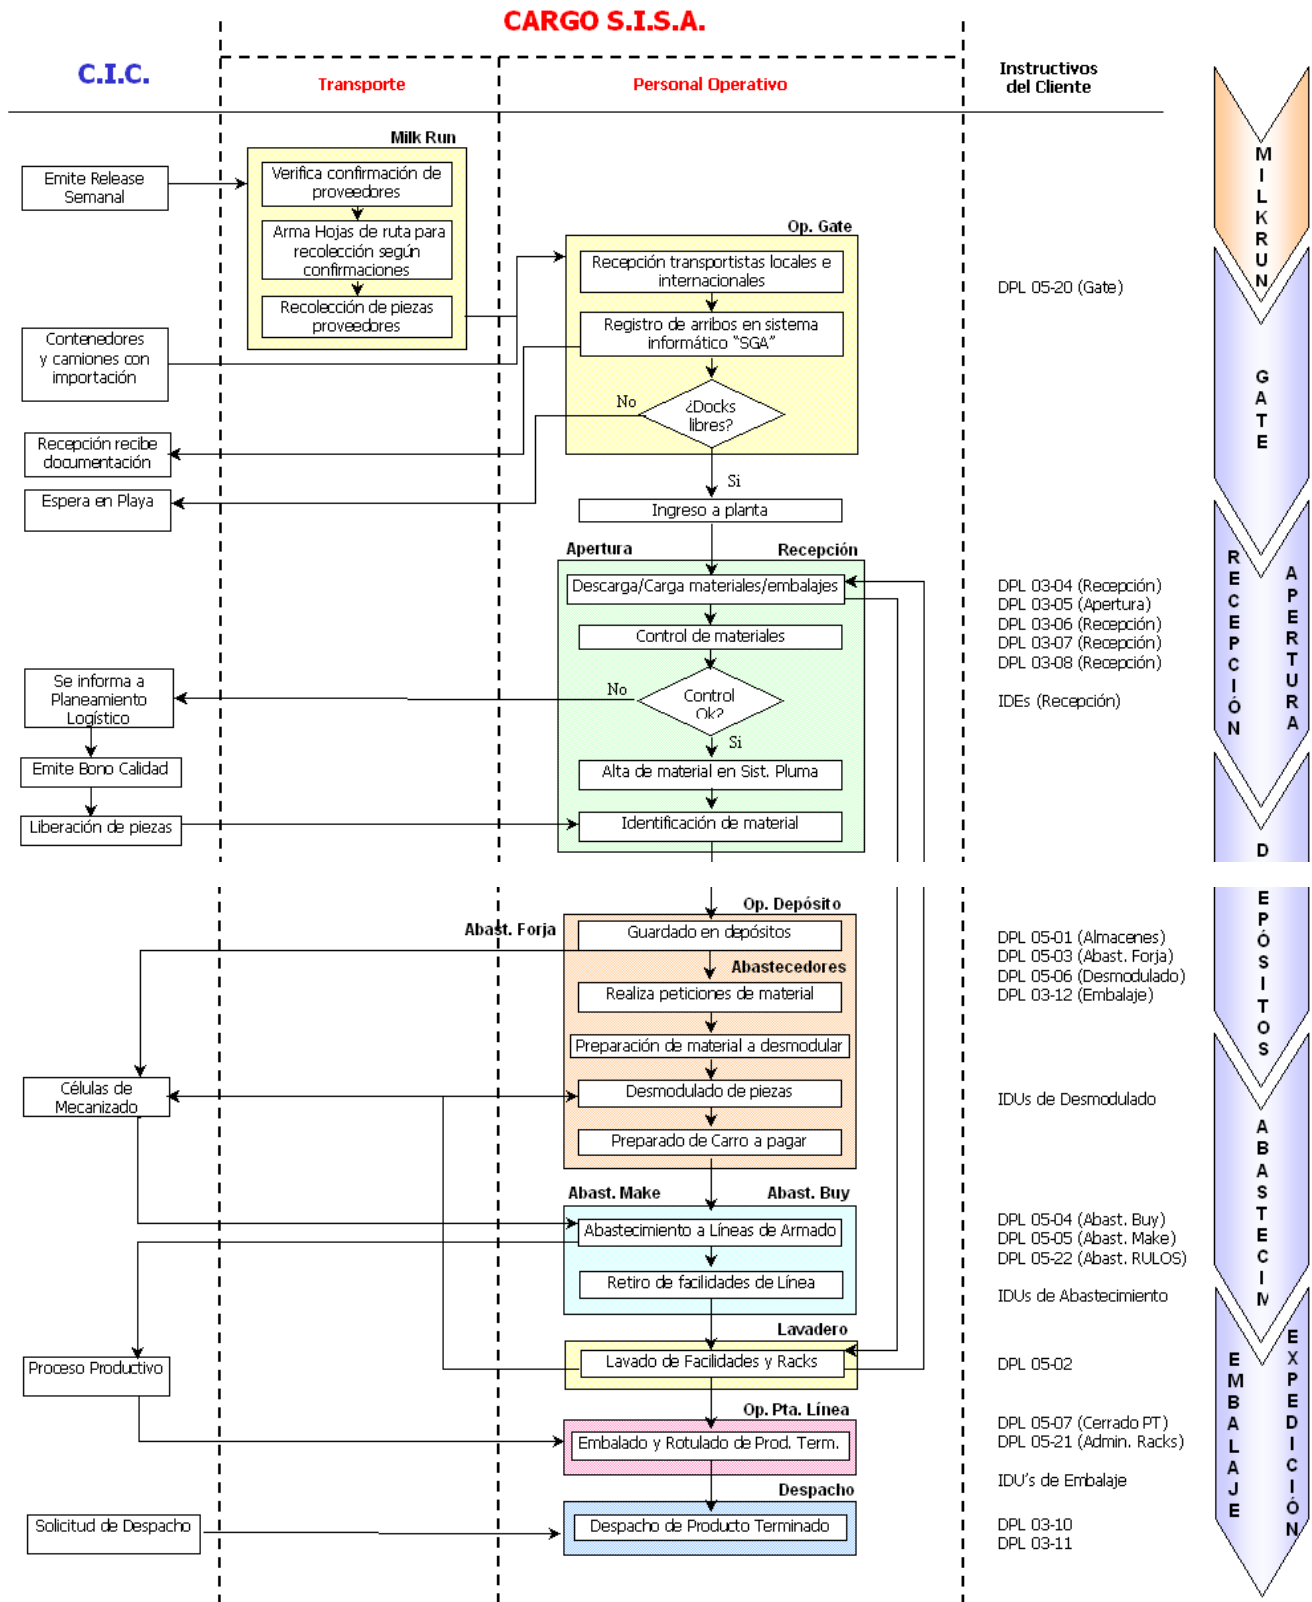 CARGO S.I.S.A.
C.I.C.
Transporte
Personal Operativo
Instructivos
del Cliente
Milk Run
Emite Release
Semanal
Verifica confirmación de
proveedores
Arma Hojas de ruta para
recolección según
confirmaciones
Recolección de piezas
proveedores
Op. Gate
Recepción transportistas locales e
internacionales
DPL 05-20 (Gate)
Registro de arribos en sistema
informático "SGA"
Contenedores
y camiones con
importación
No
¿Docks
libres?
Recepción recibe
documentación
Si
Espera en Playa
Ingreso a planta
Apertura
Recepción
Descarga/Carga materiales/embalajes
Control de materiales
DPL 03-04 (Recepción)
DPL 03-05 (Apertura)
DPL 03-06 (Recepción)
DPL 03-07 (Recepción)
DPL 03-08 (Recepción)
IDEs (Recepción)
Se informa a
Planeamiento
Logístico
No
Control
Ok?
Si
Emite Bono Calidad
Alta de material en Sist. Pluma
Liberación de piezas
Identificación de material
Op. Depósito
Abast. Forja
Guardado en depósitos
Abastecedores
Realiza peticiones de material
Preparación de material a desmodular
DPL 05-01 (Almacenes)
DPL 05-03 (Abast. Forja)
DPL 05-06 (Desmodulado)
DPL 03-12 (Embalaje)
Células de
Mecanizado
Desmodulado de piezas
IDUs de Desmodulado
Preparado de Carro a pagar
Abast. Make
Abast. Buy
Abastecimiento a Líneas de Armado
Retiro de facilidades de Línea
DPL 05-04 (Abast. Buy)
DPL 05-05 (Abast. Make)
DPL 05-22 (Abast. RULOS)
IDUs de Abastecimiento
Lavadero
Proceso Productivo
Lavado de Facilidades y Racks
DPL 05-02
Op. Pta. Línea
Embalado y Rotulado de Prod. Term.
DPL 05-07 (Cerrado PT)
DPL 05-21 (Admin. Racks)
IDU's de Embalaje
Despacho
Solicitud de Despacho
Despacho de Producto Terminado
DPL 03-10
DPL 03-11
MILKRUN
GATE
RECEPCIÓN
APERTURA
DEPÓSITOS
ABASTECIM
EMBALAJE
EXPEDICIÓN